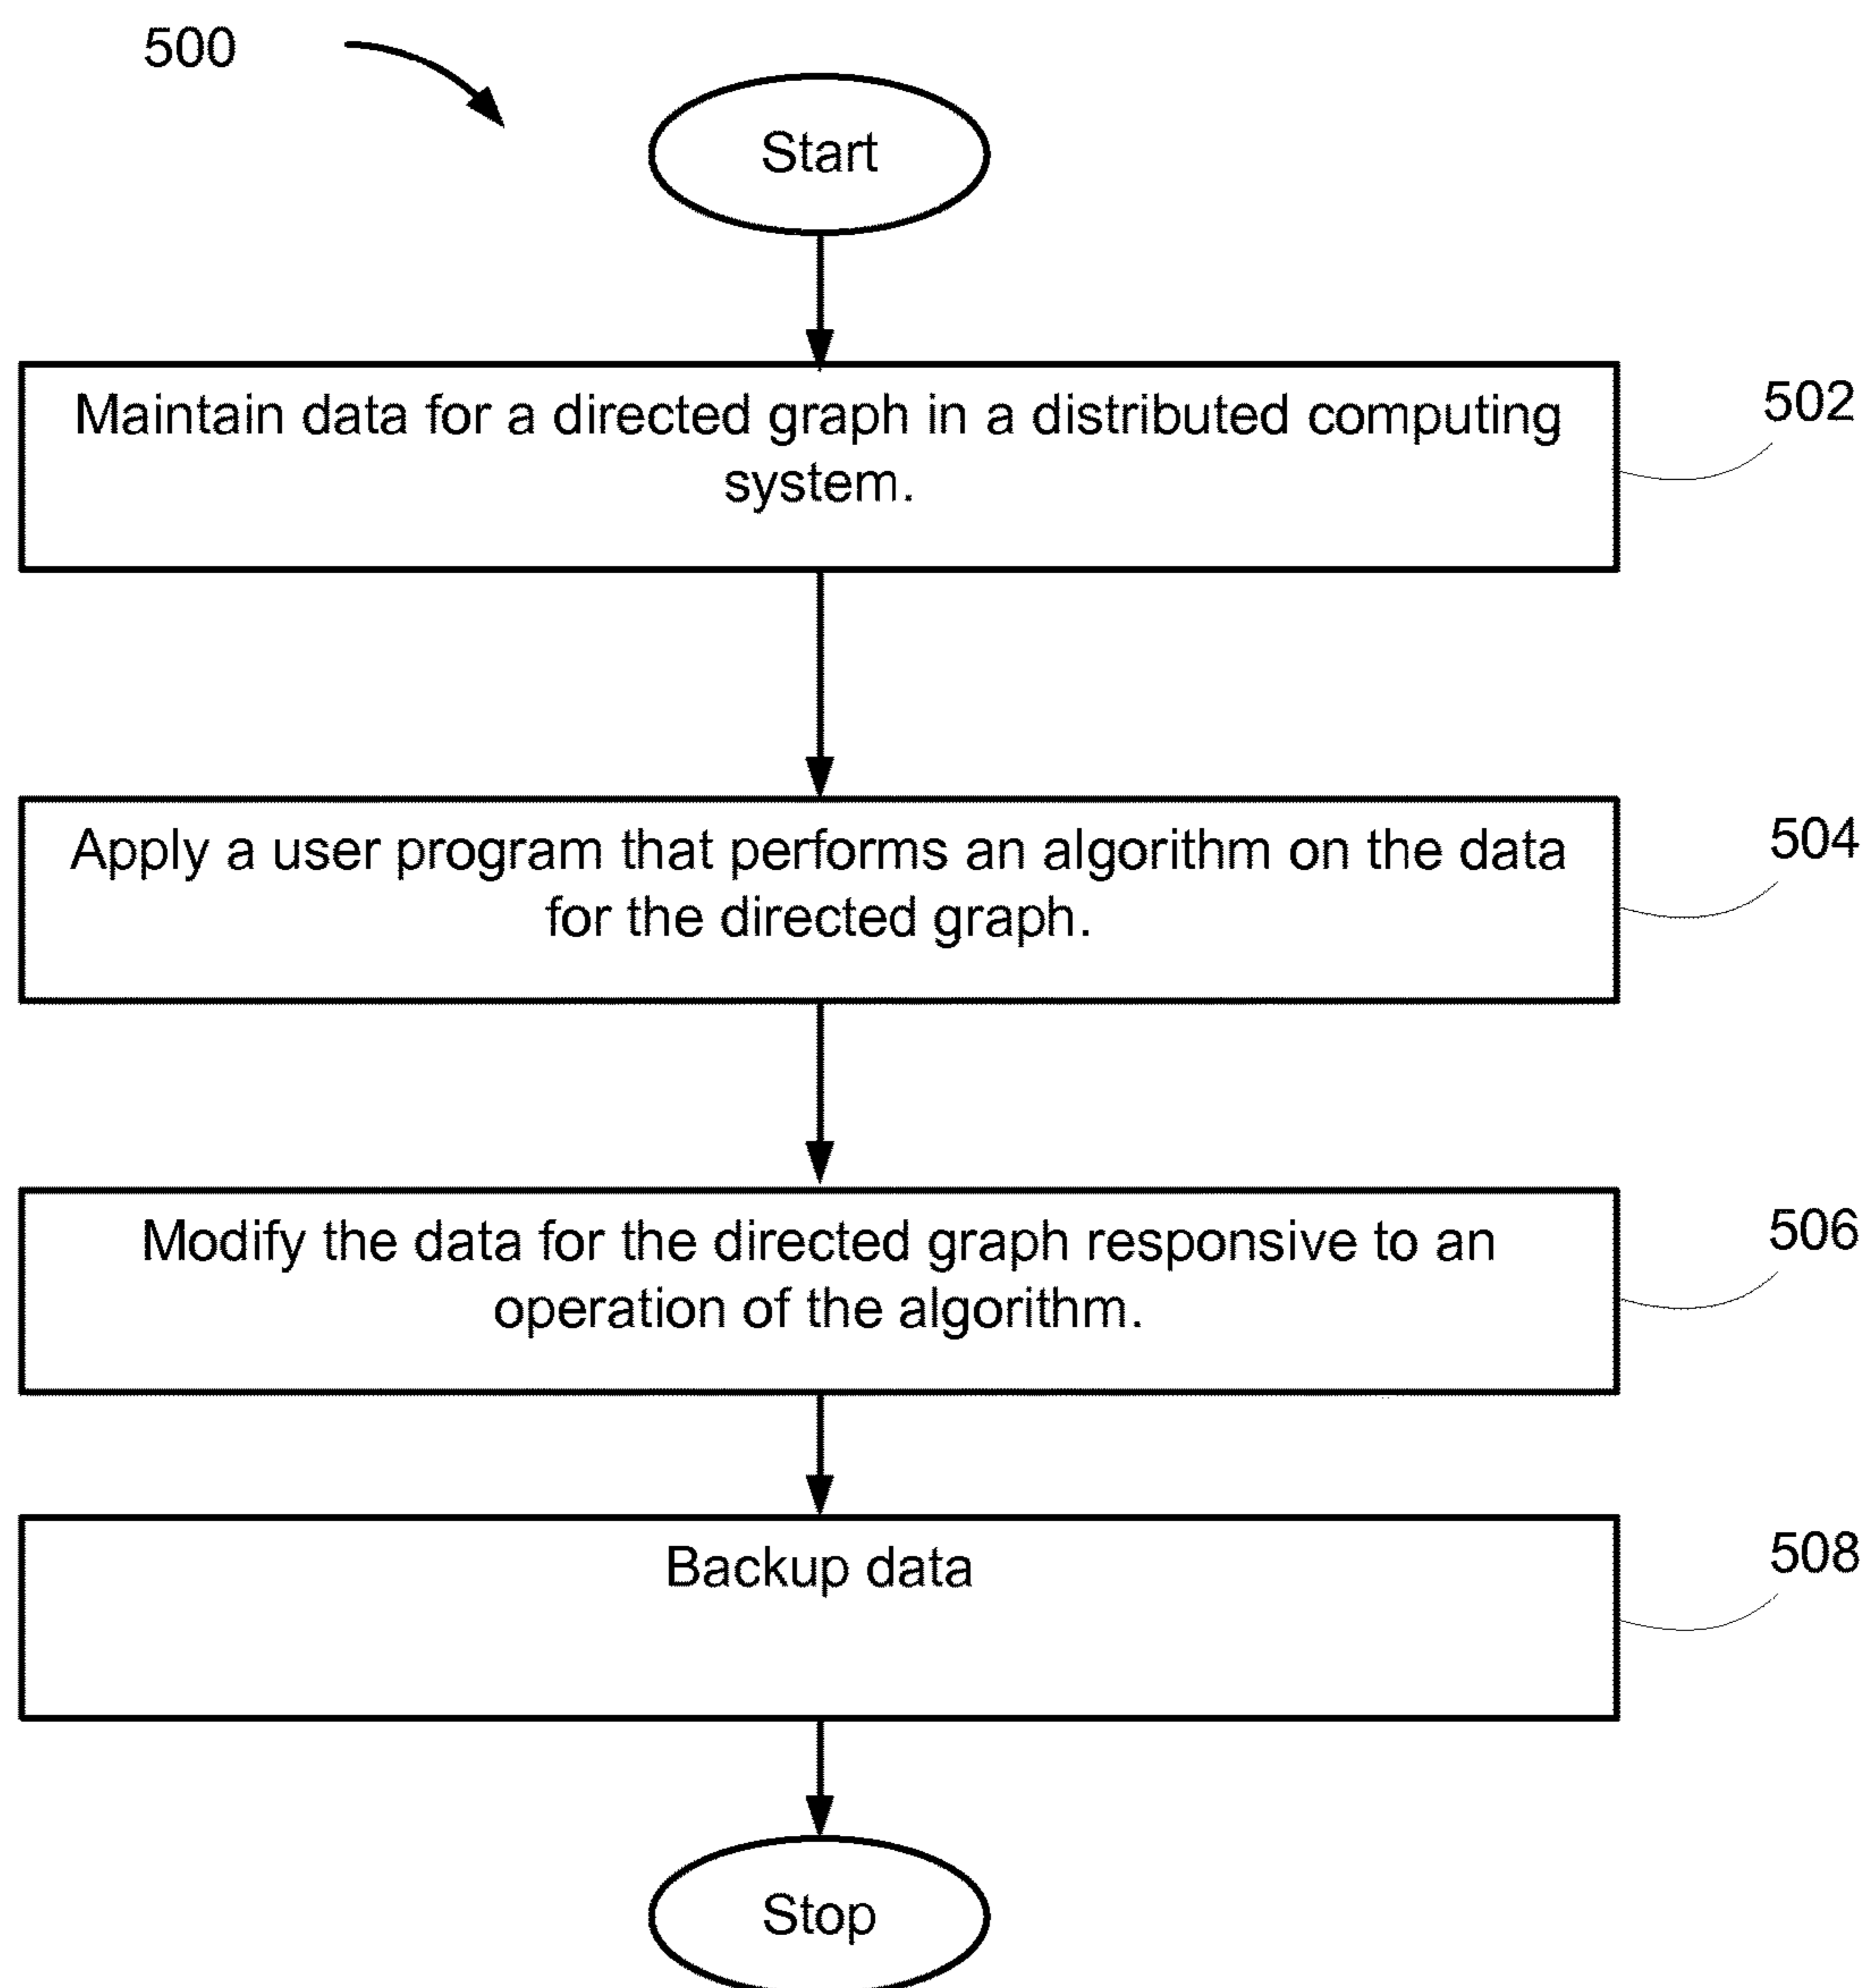 500
Start
Maintain data for a directed graph in a distributed computing
system.
502
Apply a user program that performs an algorithm on the data
for the directed graph.
504
Modify the data for the directed graph responsive to an
operation of the algorithm.
506
Backup data
508
Stop